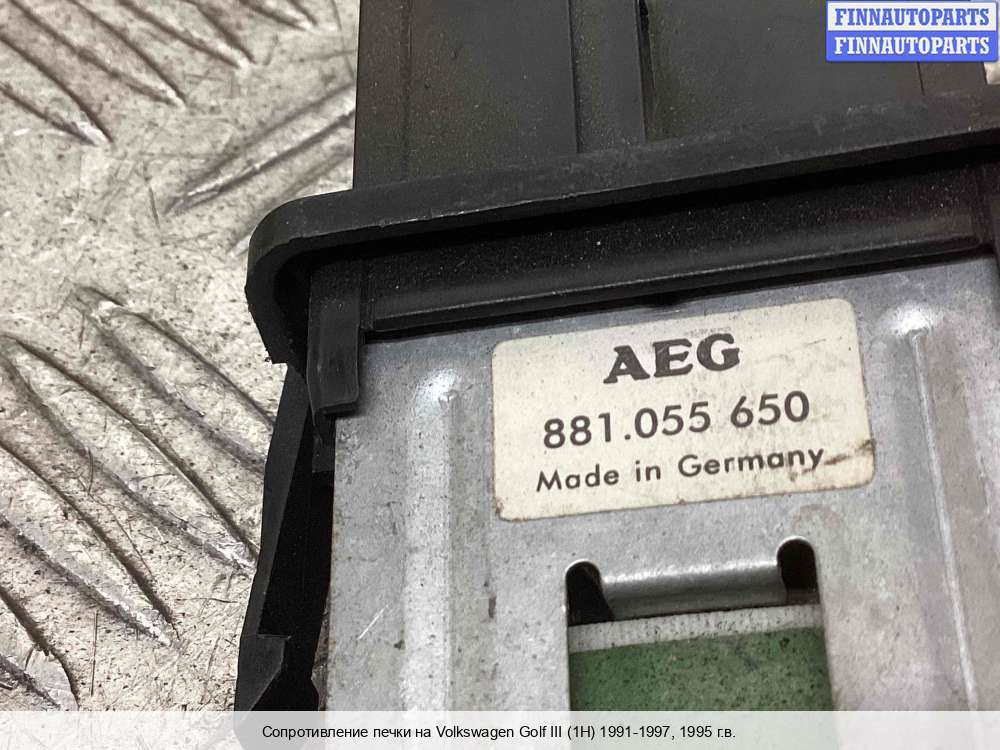 FINNAUTOPARTS
FINNAUTOPARTS
AEG
881.055 650
Made in Germany
Сопротивление печки на Volkswagen Golf III (1H) 1991-1997, 1995 г.в.